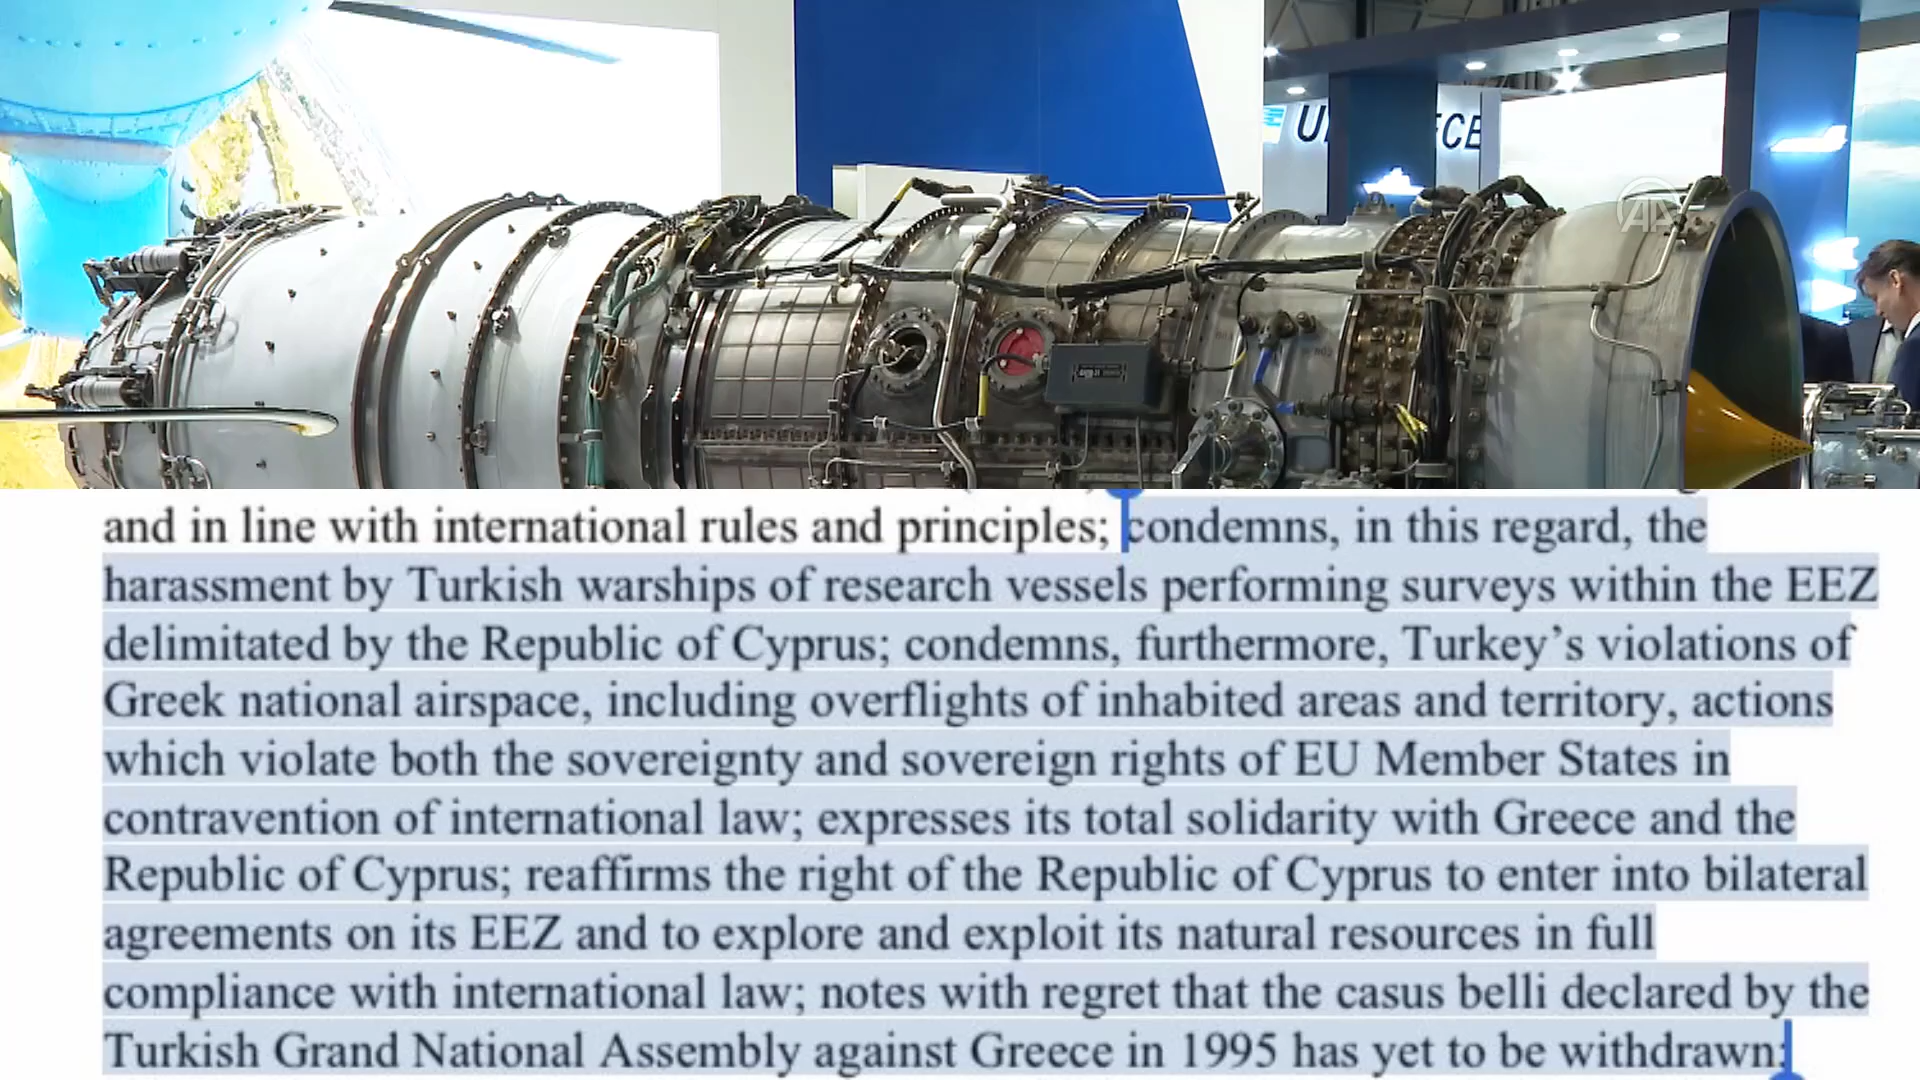 AA
and in line with international rules and principles; condemns, in this regard, the
harassment by Turkish warships of research vessels performing surveys within the EEZ
delimitated by the Republic of Cyprus; condemns, furthermore, Turkey’s violations of
Greek national airspace, including overflights of inhabited areas and territory, actions
which violate both the sovereignty and sovereign rights of EU Member States in
contravention of international law; expresses its total solidarity with Greece and the
Republic of Cyprus; reaffirms the right of the Republic of Cyprus to enter into bilateral
agreements on its EEZ and to explore and exploit its natural resources in full
compliance with international law; notes with regret that the casus belli declared by the
Turkish Grand National Assembly against Greece in 1995 has yet to be withdrawn;